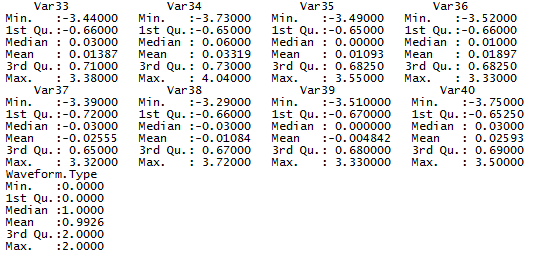 Var33 Var34 Var35 Var36
Min. :-3.44000 Min. :-3.73000 Min. :-3.49000 Min. :-3.52000
1st Qu.:-0.66000 1st Qu.:-0.65000 1st Qu.:-0.65000 1st Qu.:-0.66000
Median : 0.03000 Median : 0.06000 Median : 0.00000 Median : 0.01000
Mean : 0.01387 Mean : 0.03319 Mean : 0.01093 Mean : 0.01897
3rd Qu.: 0.71000 3rd Qu.: 0.73000 3rd Qu.: 0.68250 3rd Qu.: 0.68250
Max. : 3.38000 Max. : 4.04000 Max. : 3.55000 Max. : 3.33000
Var37 Var38 Var39 Var40
Min. :-3.39000 Min. :-3.29000 Min. :-3.510000 Min. :-3.75000
1st Qu.:-0.72000 1st Qu.:-0.66000 1st Qu.:-0.670000 1st Qu.:-0.65250
Median :-0.03000 Median :-0.03000 Median : 0.000000 Median : 0.03000
Mean :-0.02555 Mean :-0.01084 Mean :-0.004842 Mean : 0.02593
3rd Qu.: 0.65000 3rd Qu.: 0.67000 3rd Qu.: 0.680000 3rd Qu.: 0.69000
Max. : 3.32000 Max. : 3.72000 Max. : 3.330000 Max. : 3.50000
Waveform.Type
Min. :0.0000
1st Qu.:0.0000
Median :1.0000
Mean :0.9926
3rd Qu.:2.0000
Max. :2.0000